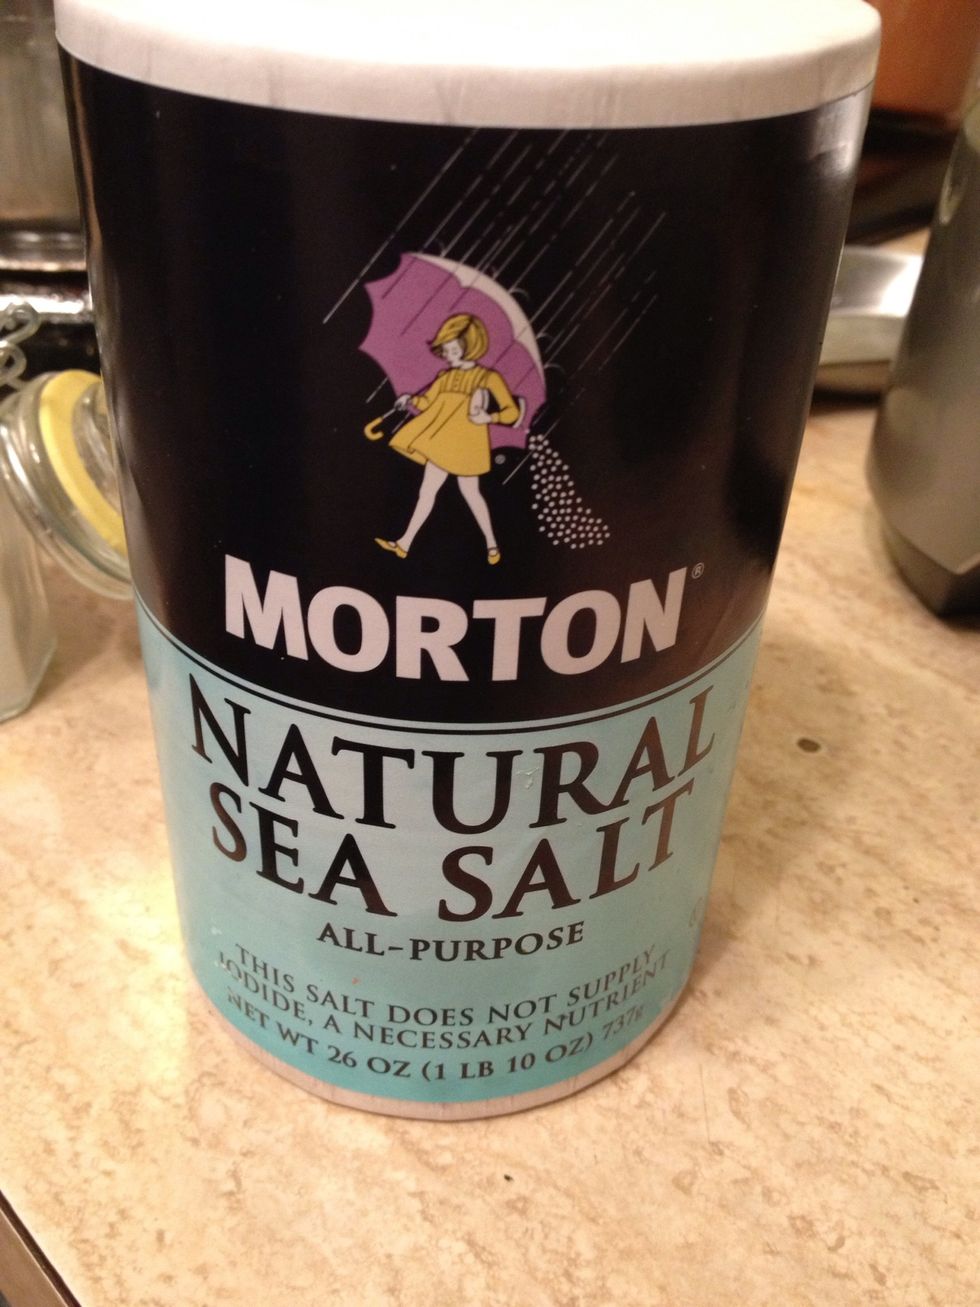 MORTON®
NATURAL
SEA SALT
ALL-PURPOSE
THIS SALT DOES NOT SUPPLY
IODIDE, A NECESSARY NUTRIENT
NET WT 26 OZ (1 LB 10 OZ) 737g